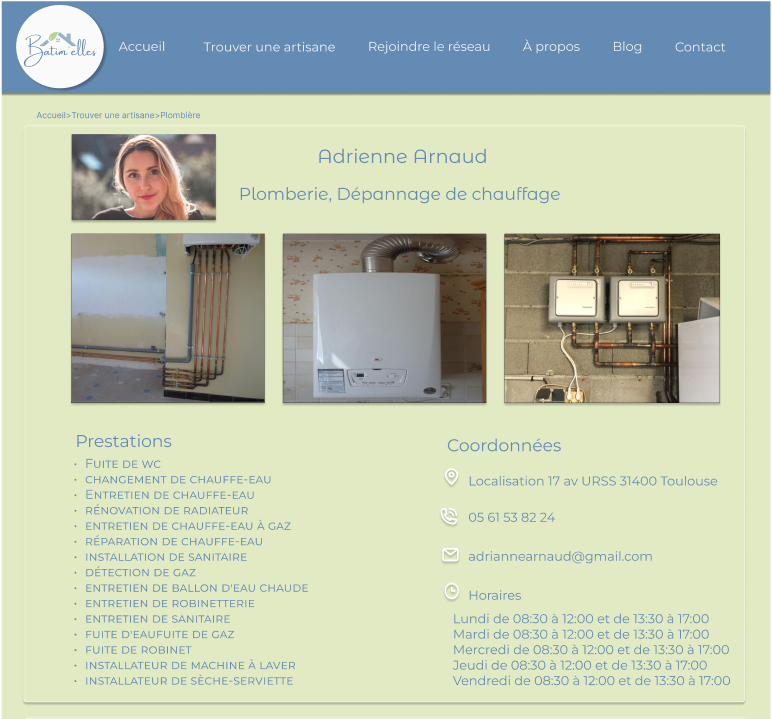 Batim'elles
Accueil
Trouver une artisane
Rejoindre le réseau
À propos
Blog
Contact
Accueil>Trouver une artisane>Plombière
Adrienne Arnaud
Plomberie, Dépannage de chauffage
Prestations
• Fuite de wc
• changement de chauffe-eau
• Entretien de chauffe-eau
• rénovation de radiateur
• entretien de chauffe-eau à gaz
• réparation de chauffe-eau
• installation de sanitaire
• détection de gaz
• entretien de ballon d'eau chaude
• entretien de robinetterie
• entretien de sanitaire
• fuite d'eaufuite de gaz
• fuite de robinet
• installateur de machine à laver
• installateur de sèche-serviette
Coordonnées
Localisation 17 av URSS 31400 Toulouse
05 61 53 82 24
adriannearnaud@gmail.com
Horaires
Lundi de 08:30 à 12:00 et de 13:30 à 17:00
Mardi de 08:30 à 12:00 et de 13:30 à 17:00
Mercredi de 08:30 à 12:00 et de 13:30 à 17:00
Jeudi de 08:30 à 12:00 et de 13:30 à 17:00
Vendredi de 08:30 à 12:00 et de 13:30 à 17:00